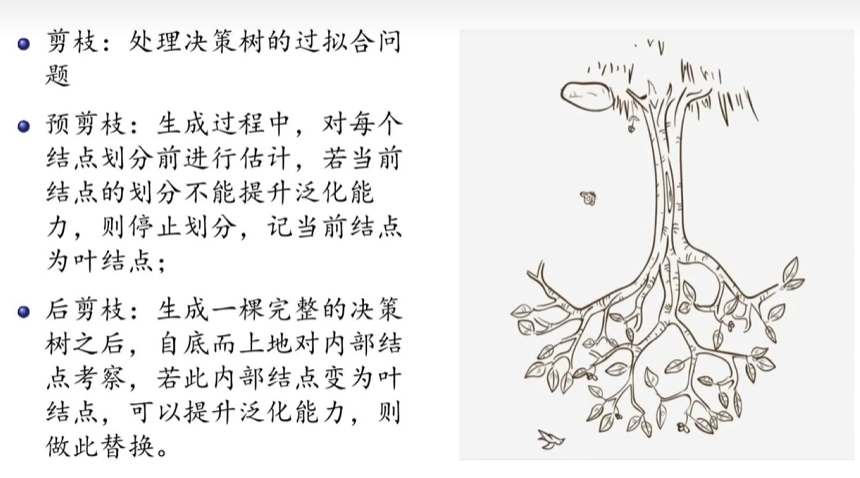 剪枝：处理决策树的过拟合问
题
预剪枝：生成过程中，对每个
结点划分前进行估计，若当前
结点的划分不能提升泛化能
力，则停止划分，记当前结点
为叶结点；
后剪枝：生成一棵完整的决策
树之后，自底而上地对内部结
点考察，若此内部结点变为叶
结点，可以提升泛化能力，则
做此替换。